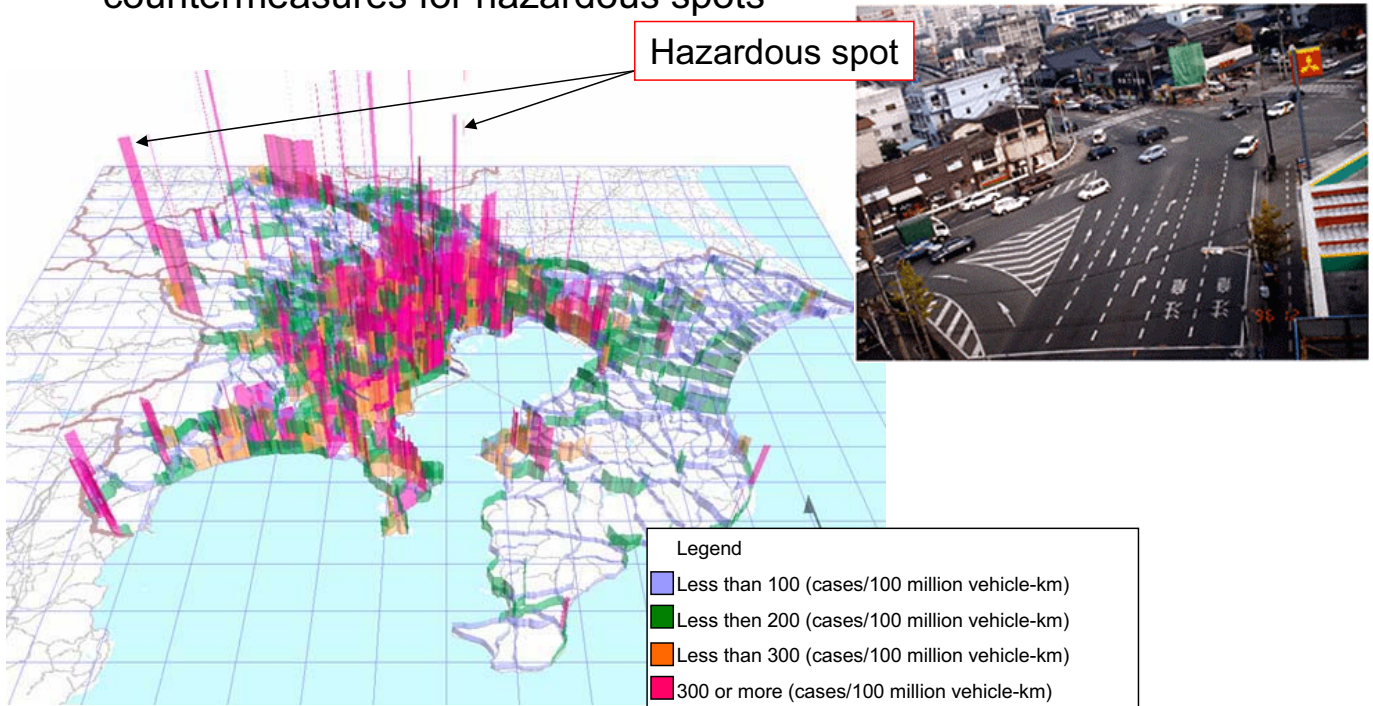 countermeasures for hazardous spots
Hazardous spot
Legend
Less than 100 (cases/100 million vehicle-km)
Less then 200 (cases/100 million vehicle-km)
Less than 300 (cases/100 million vehicle-km)
300 or more (cases/100 million vehicle-km)